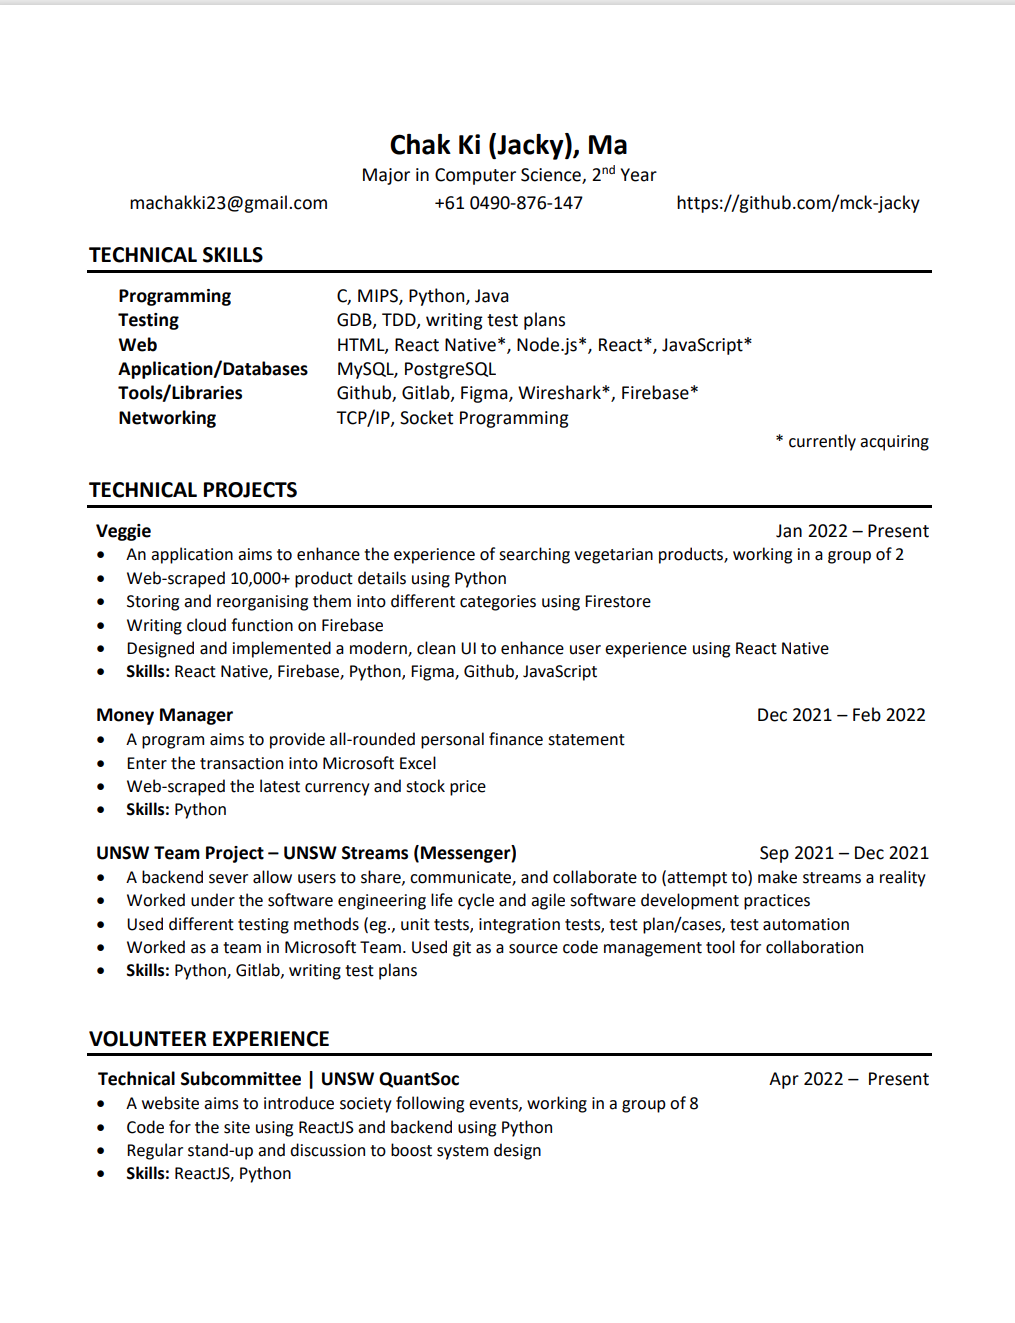 Chak Ki (Jacky), Ma
Major in Computer Science, 2nd Year
machakki23@gmail.com +61 0490-876-147 https://github.com/mck-jacky
TECHNICAL SKILLS
Programming C, MIPS, Python, Java
Testing GDB, TDD, writing test plans
Web HTML, React Native*, Node.js*, React*, JavaScript*
Application/Databases MySQL, PostgreSQL
Tools/Libraries Github, Gitlab, Figma, Wireshark*, Firebase*
Networking TCP/IP, Socket Programming
* currently acquiring
TECHNICAL PROJECTS
Veggie Jan 2022 – Present
• An application aims to enhance the experience of searching vegetarian products, working in a group of 2
• Web-scraped 10,000+ product details using Python
• Storing and reorganising them into different categories using Firestore
• Writing cloud function on Firebase
• Designed and implemented a modern, clean UI to enhance user experience using React Native
• Skills: React Native, Firebase, Python, Figma, Github, JavaScript
Money Manager Dec 2021 – Feb 2022
• A program aims to provide all-rounded personal finance statement
• Enter the transaction into Microsoft Excel
• Web-scraped the latest currency and stock price
• Skills: Python
UNSW Team Project – UNSW Streams (Messenger) Sep 2021 – Dec 2021
• A backend sever allow users to share, communicate, and collaborate to (attempt to) make streams a reality
• Worked under the software engineering life cycle and agile software development practices
• Used different testing methods (eg., unit tests, integration tests, test plan/cases, test automation
• Worked as a team in Microsoft Team. Used git as a source code management tool for collaboration
• Skills: Python, Gitlab, writing test plans
VOLUNTEER EXPERIENCE
Technical Subcommittee | UNSW QuantSoc Apr 2022 – Present
• A website aims to introduce society following events, working in a group of 8
• Code for the site using ReactJS and backend using Python
• Regular stand-up and discussion to boost system design
• Skills: ReactJS, Python